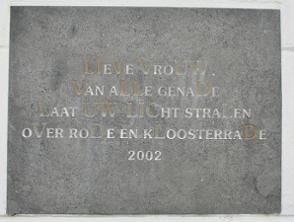 LIEVE VROUW.
VAN ALLE GENADE
LAAT UW LICHT STRALEN
OVER RODE EN KLOOSTERRADE
2002